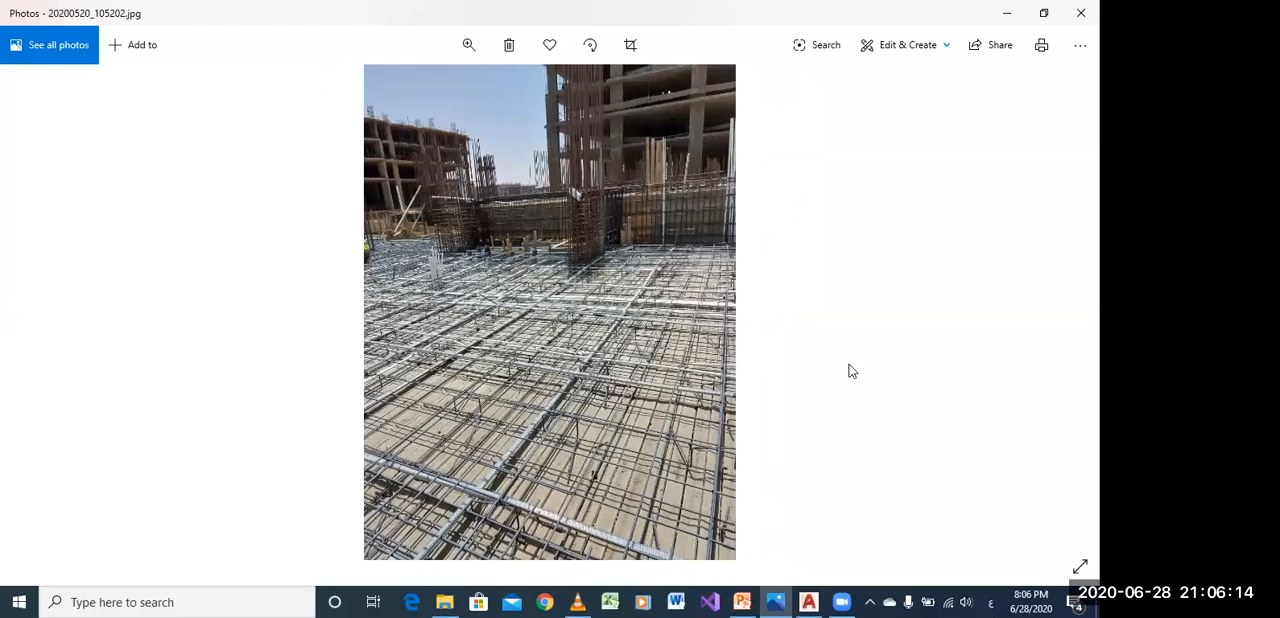 Photos - 20200520_105202.jpg
See all photos
Add to
Search
Edit & Create
Share
Type here to search
ع
8:06 PM
6/28/2020
4
2020-06-28 21:06:14